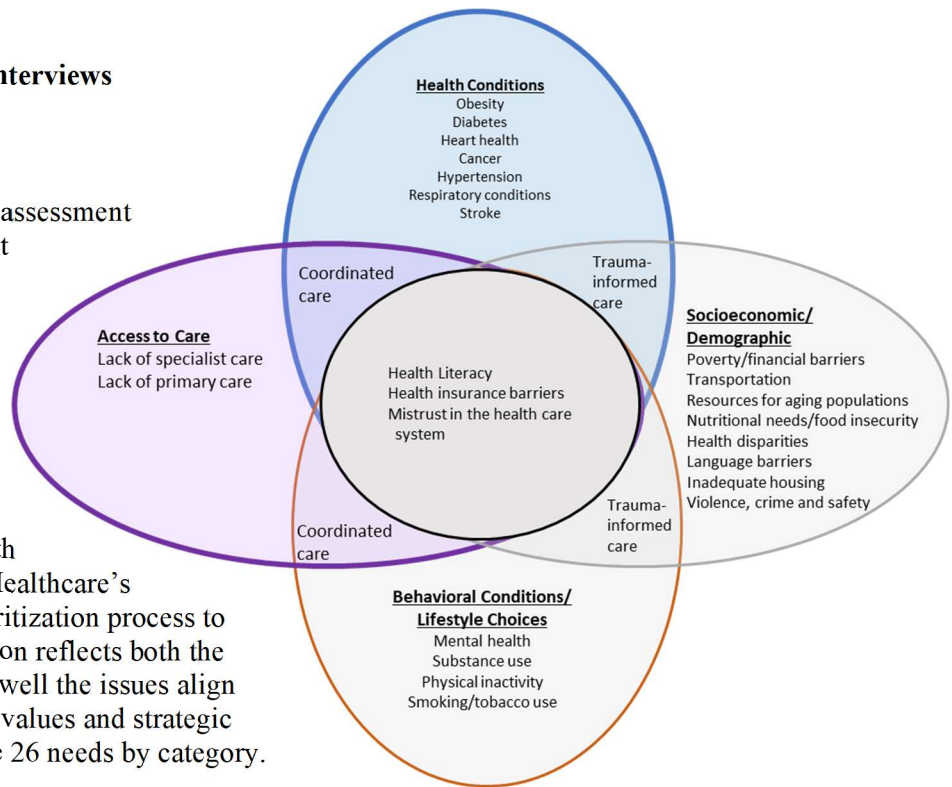 nterviews
assessment
t
th
Healthcare's
ritization process to
on reflects both the
well the issues align
values and strategic
e 26 needs by category.
Health Conditions
Obesity
Diabetes
Heart health
Cancer
Hypertension
Respiratory conditions
Stroke
Coordinated
care
Trauma-
informed
care
Access to Care
Lack of specialist care
Lack of primary care
Health Literacy
Health insurance barriers
Mistrust in the health care
system
Socioeconomic/
Demographic
Poverty/financial barriers
Transportation
Resources for aging populations
Nutritional needs/food insecurity
Health disparities
Language barriers
Inadequate housing
Violence, crime and safety
Coordinated
care
Trauma-
informed
care
Behavioral Conditions/
Lifestyle Choices
Mental health
Substance use
Physical inactivity
Smoking/tobacco use